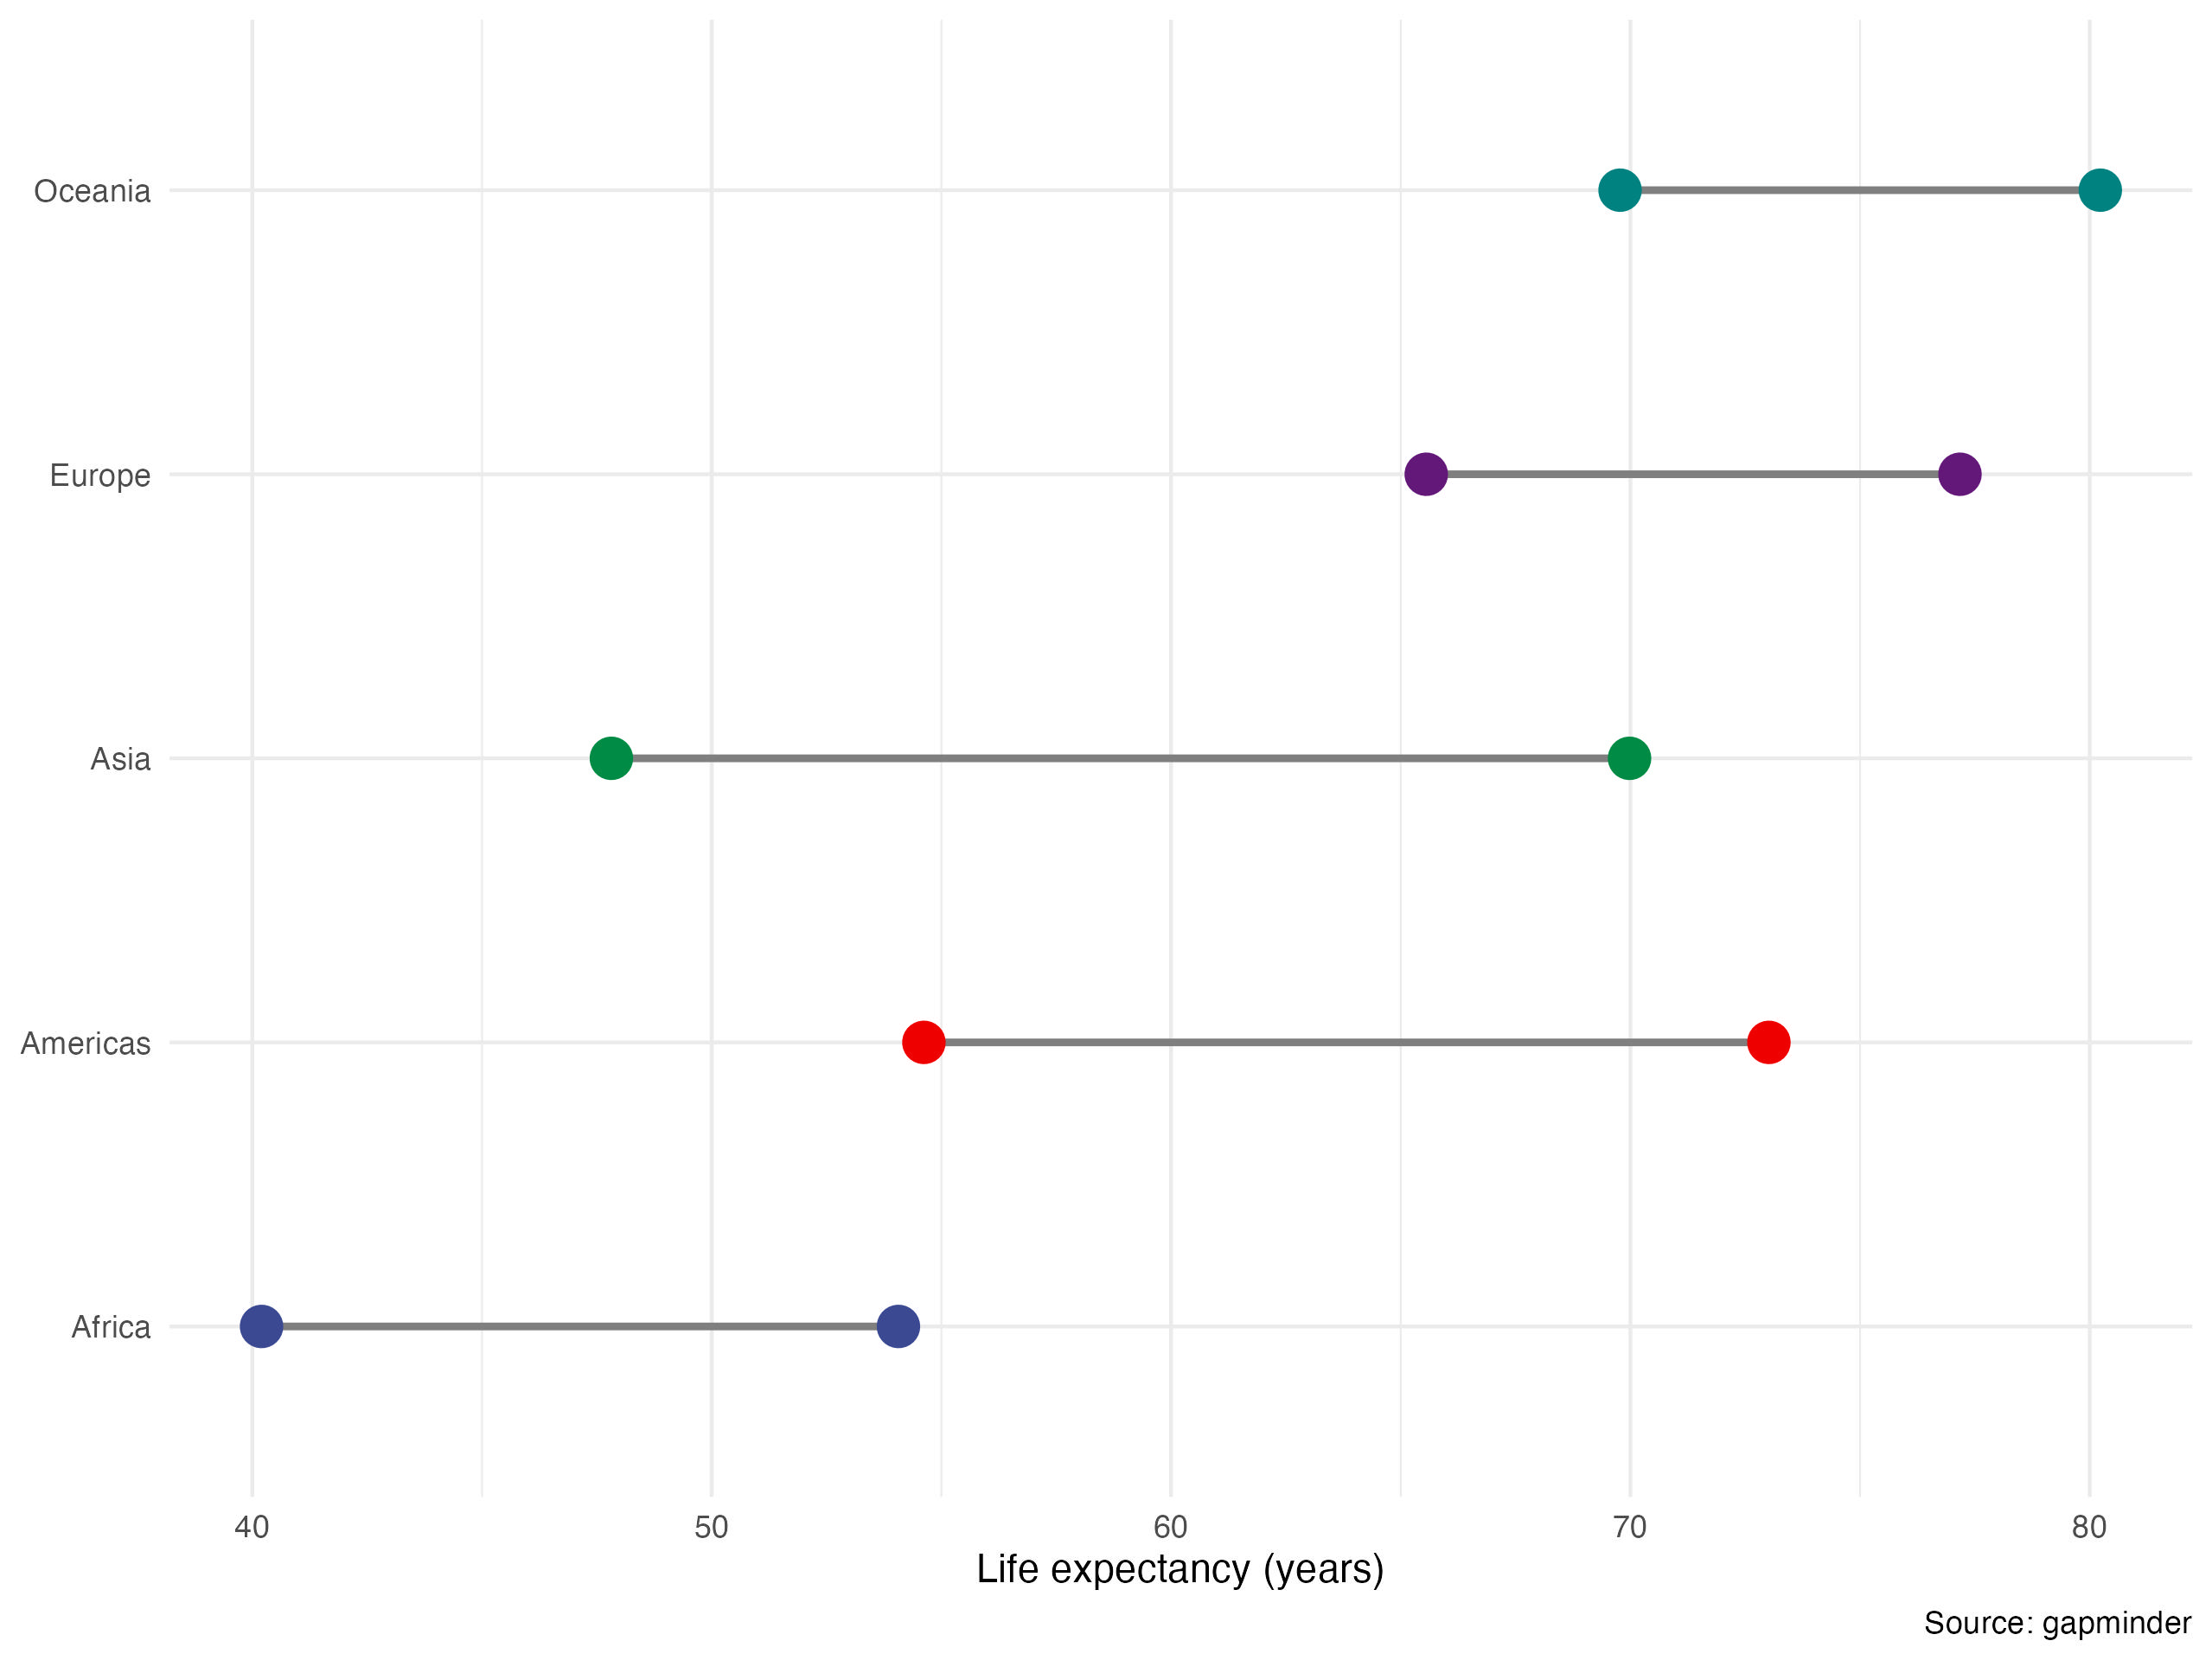 Oceania
Europe
Asia
Americas
Africa
40 50 60 70 80
Life expectancy (years)
Source: gapminder